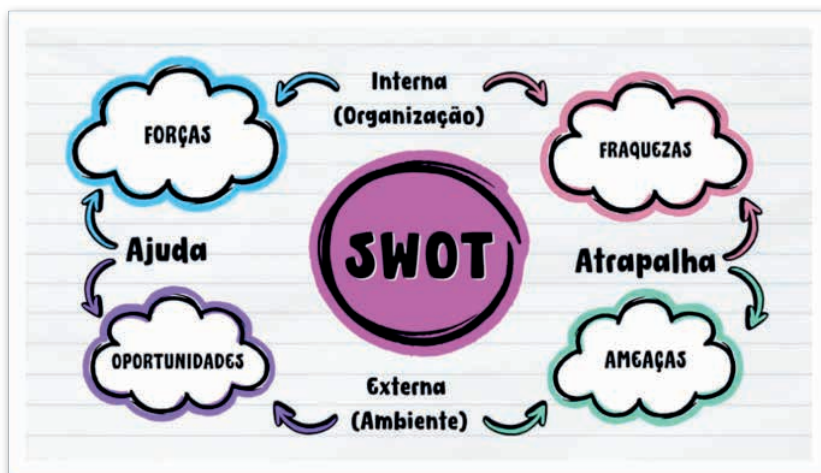 Interna
(Organização)
FORÇAS
FRAQUEZAS
SWOT
Ajuda
Atrapalha
OPORTUNIDADES
AMEAÇAS
Externa
(Ambiente)